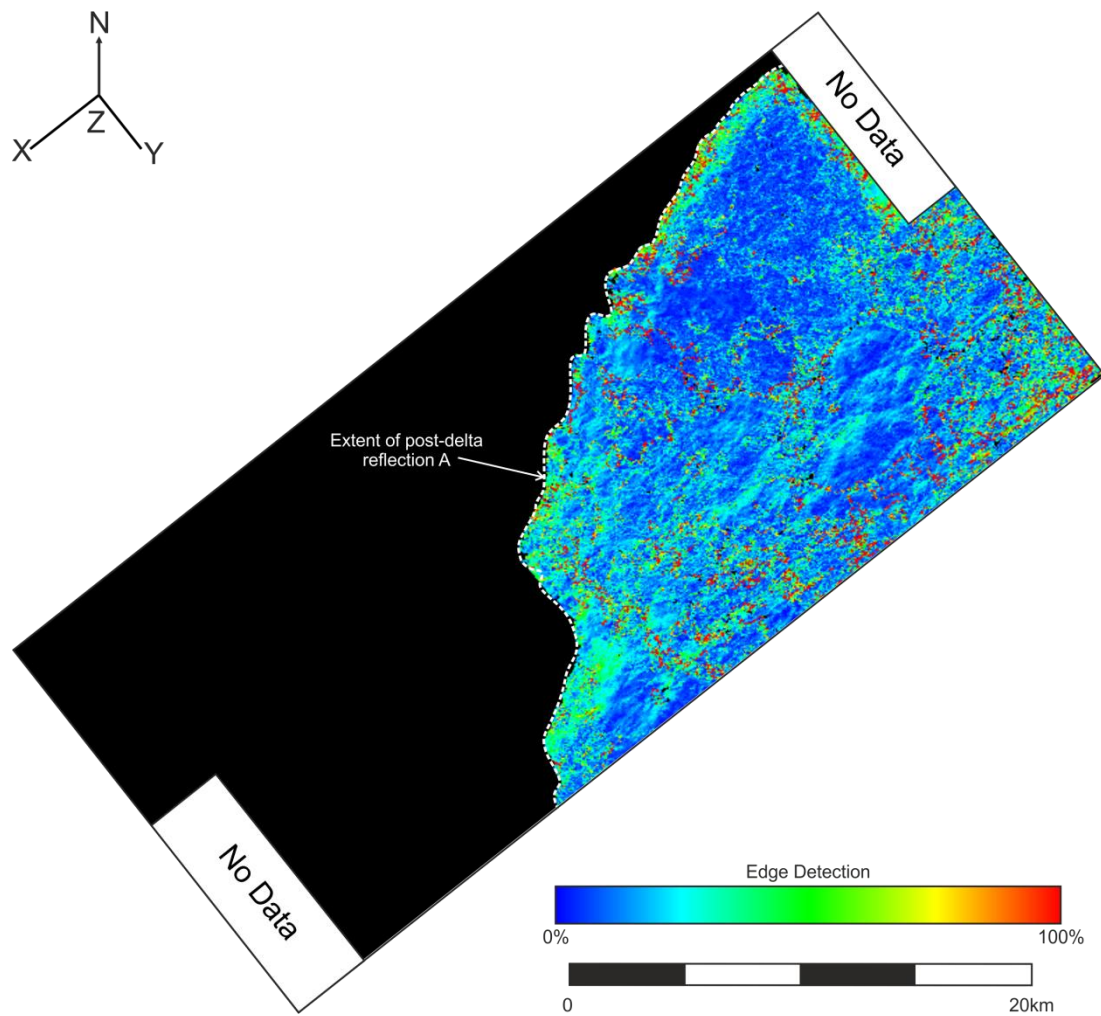 N
X
Z
Y
No Data
Extent of post-delta
reflection A
No Data
Edge Detection
0%
100%
0
20km